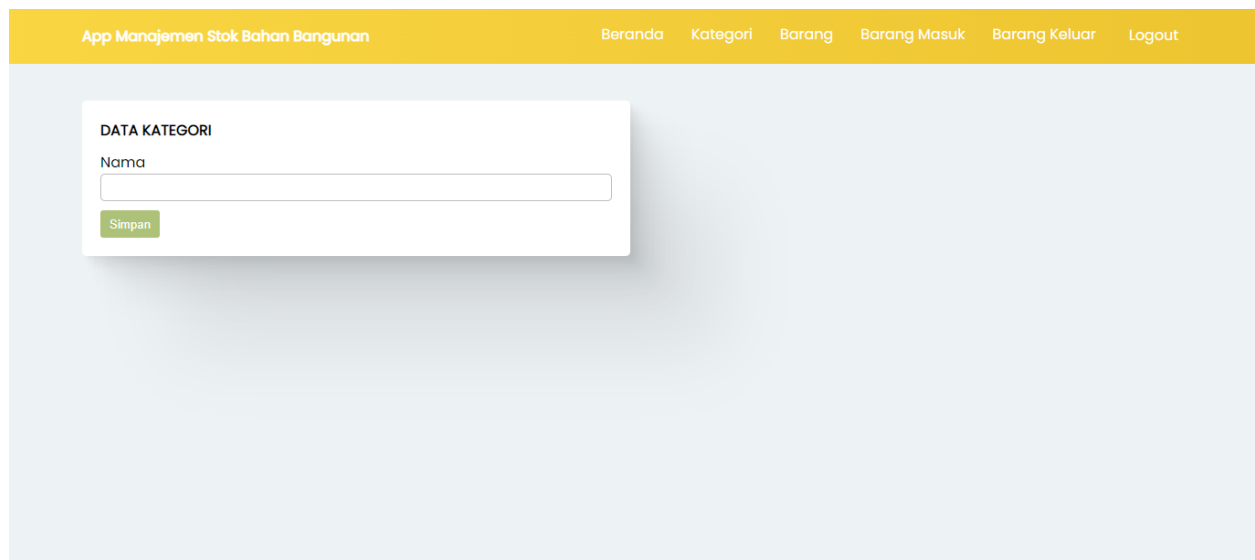 App Manajemen Stok Bahan Bangunan Beranda Kategori Barang Barang Masuk Barang Keluar Logout
DATA KATEGORI
Nama
Simpan